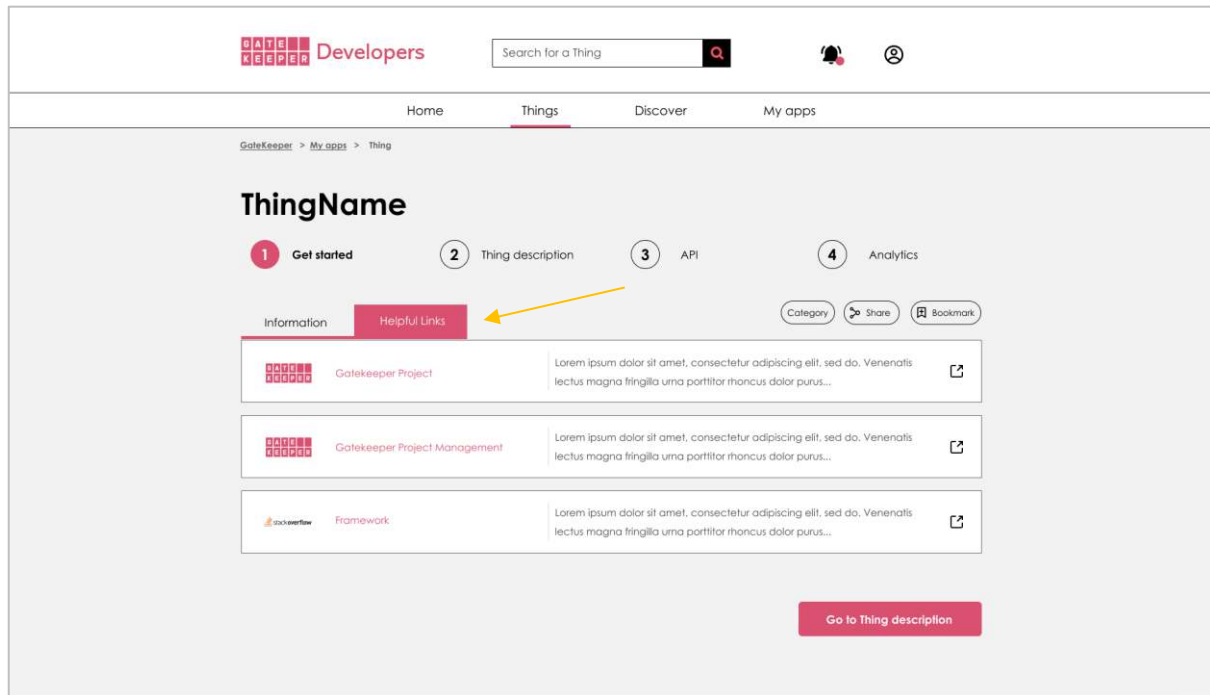 GATE
KEEPER Developers
Search for a Thing
Home Things Discover My apps
GateKeeper > My apps > Thing
ThingName
1 Get started 2 Thing description 3 API 4 Analytics
Information Helpful Links Category Share Bookmark
GATE
KEEPER
Gatekeeper Project
Lorem ipsum dolor sit amet, consectetur adipiscing elit, sed do. Venenatis
lectus magna fringilla urna porttitor rhoncus dolor purus...
GATE
KEEPER
Gatekeeper Project Management
Lorem ipsum dolor sit amet, consectetur adipiscing elit, sed do. Venenatis
lectus magna fringilla urna porttitor rhoncus dolor purus...
stackoverflow
Framework
Lorem ipsum dolor sit amet, consectetur adipiscing elit, sed do. Venenatis
lectus magna fringilla urna porttitor rhoncus dolor purus...
Go to Thing description